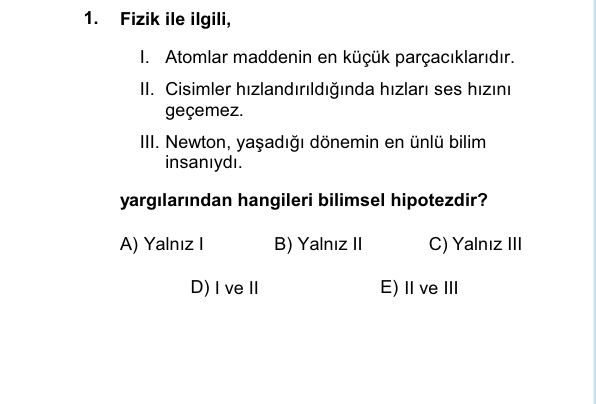 1. Fizik ile ilgili,
I. Atomlar maddenin en küçük parçacıklarıdır.
II. Cisimler hızlandırıldığında hızları ses hızını
geçemez.
III. Newton, yaşadığı dönemin en ünlü bilim
insanıydı.
yargılarından hangileri bilimsel hipotezdir?
A) Yalnız I B) Yalnız II C) Yalnız III
D) I ve II E) II ve III